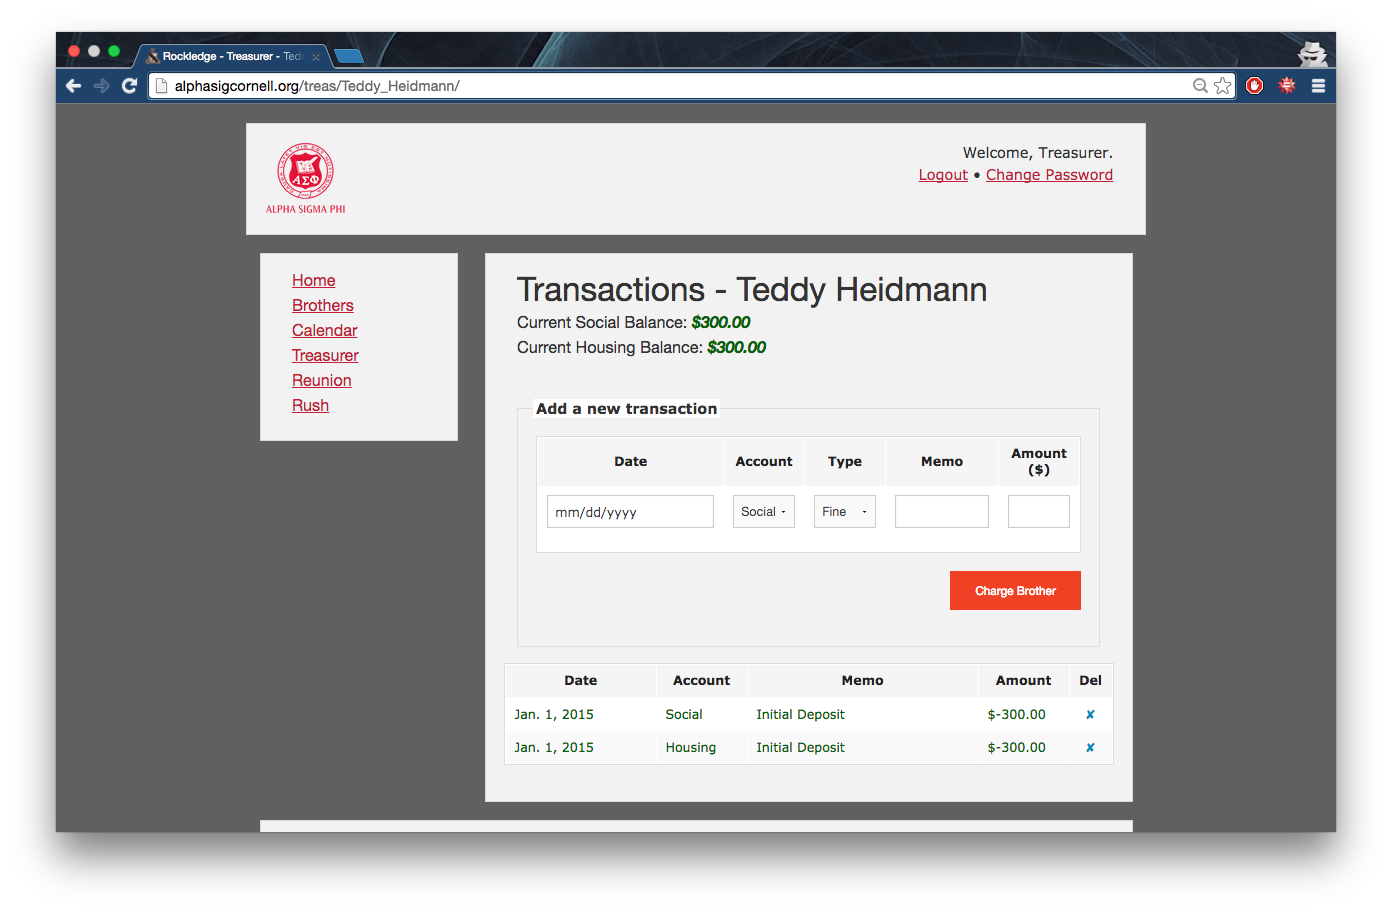 Rockledge - Treasurer - Ted
alphasigcornell.org/treas/Teddy_Heidmann/
ΑΣΦ
ALPHA SIGMA PHI
Welcome, Treasurer.
Logout • Change Password
Home
Brothers
Calendar
Treasurer
Reunion
Rush
Transactions - Teddy Heidmann
Current Social Balance: $300.00
Current Housing Balance: $300.00
Add a new transaction
Date Account Type Memo Amount ($)
mm/dd/yyyy Social Fine
Charge Brother
Date Account Memo Amount Del
Jan. 1, 2015 Social Initial Deposit $-300.00 ✘
Jan. 1, 2015 Housing Initial Deposit $-300.00 ✘